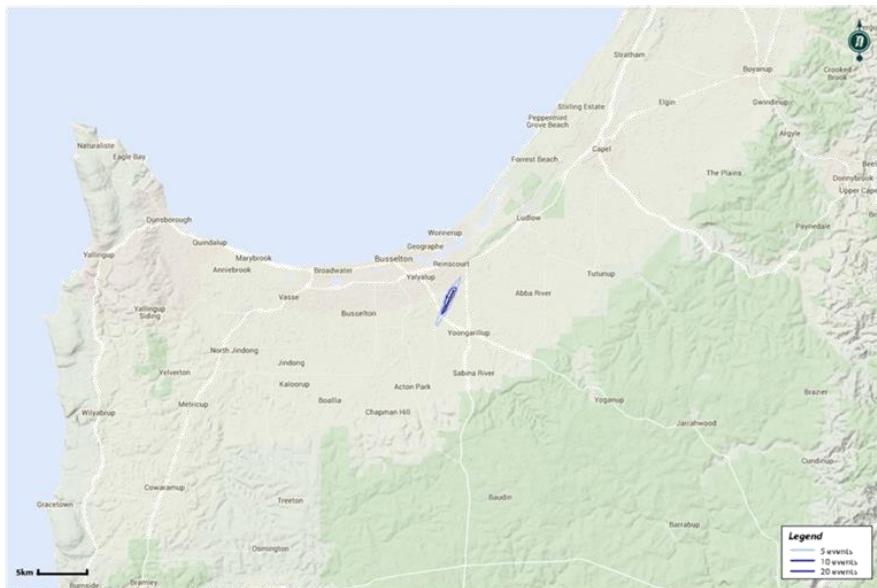 Stratham
Boyanup
Crooked
Brook
Elgin
Gwindinup
Stirling Estate
Peppermint
Grove Beach
Argyle
Naturaliste
Eagle Bay
Capel
Forrest Beach
The Plains
Donnybrook
Upper Cape
Dunsborough
Ludlow
Paynedale
Wonnerup
Quindalup
Geographe
Yallingup
Marybrook
Busselton
Reinscourt
Anniebrook
Broadwater
Yalyalup
Tutunup
Vasse
Abba River
Yallingup
Siding
Busselton
Yoongarillup
North Jindong
Jindong
Yelverton
Sabina River
Kaloorup
Acton Park
Brazier
Metricup
Boallia
Yoganup
Wilyabrup
Chapman Hill
Jarrahwood
Cundinup
Cowaramup
Treeton
Baudin
Gracetown
Barrabup
Osmington
Legend
5 events
10 events
20 events
5km
Burnside
Bramley